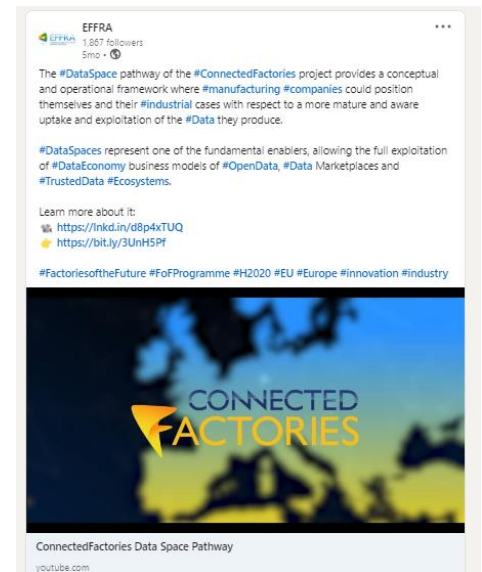 EFFRA
EFFRA
1,867 followers
5mo •
The #DataSpace pathway of the #ConnectedFactories project provides a conceptual
and operational framework where #manufacturing #companies could position
themselves and their #industrial cases with respect to a more mature and aware
uptake and exploitation of the #Data they produce.
#DataSpaces represent one of the fundamental enablers, allowing the full exploitation
of #DataEconomy business models of #OpenData, #Data Marketplaces and
#TrustedData #Ecosystems.
Learn more about it:
https://lnkd.in/d8p4xTUQ
https://bit.ly/3UnH5Pf
#FactoriesoftheFuture #FoFProgramme #H2020 #EU #Europe #innovation #industry
CONNECTED
FACTORIES
ConnectedFactories Data Space Pathway
youtube.com